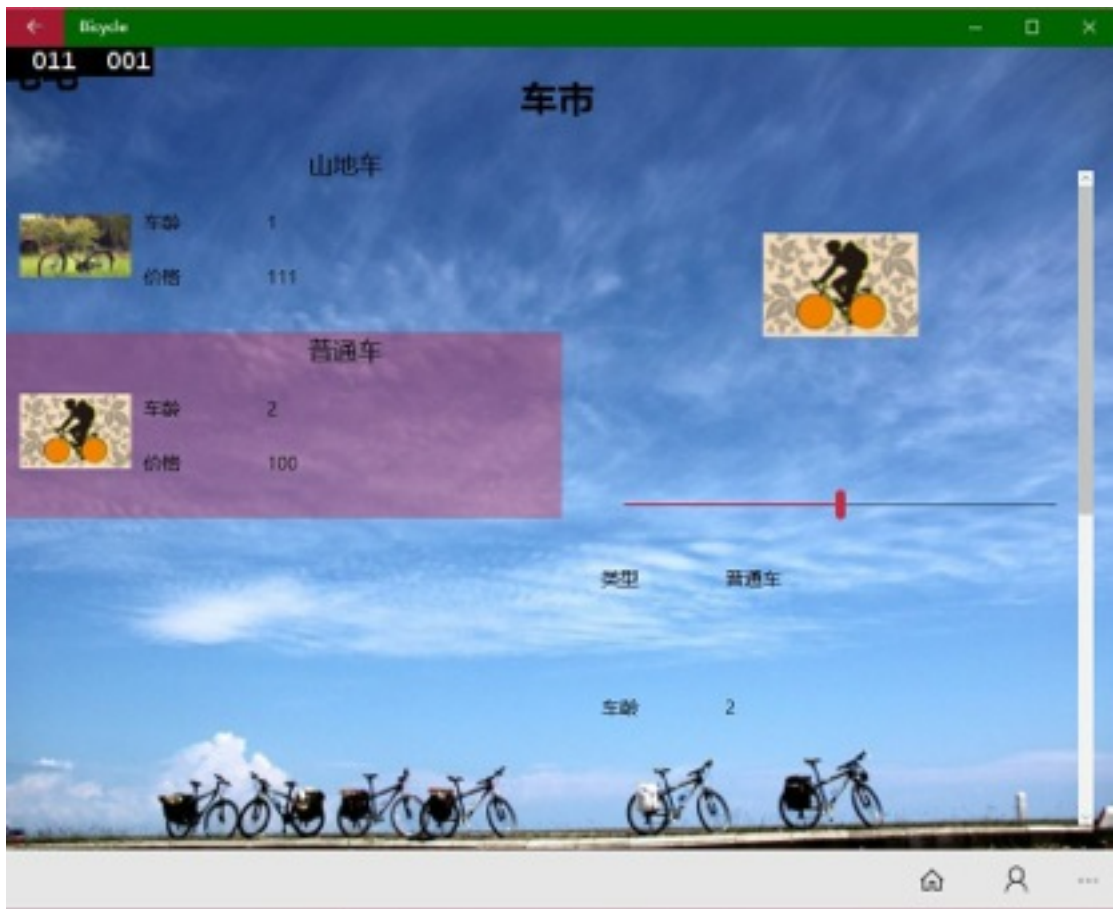 Bicycle
011 001
车市
山地车
车龄 1
价格 111
普通车
车龄 2
价格 100
类型 普通车
车龄 2